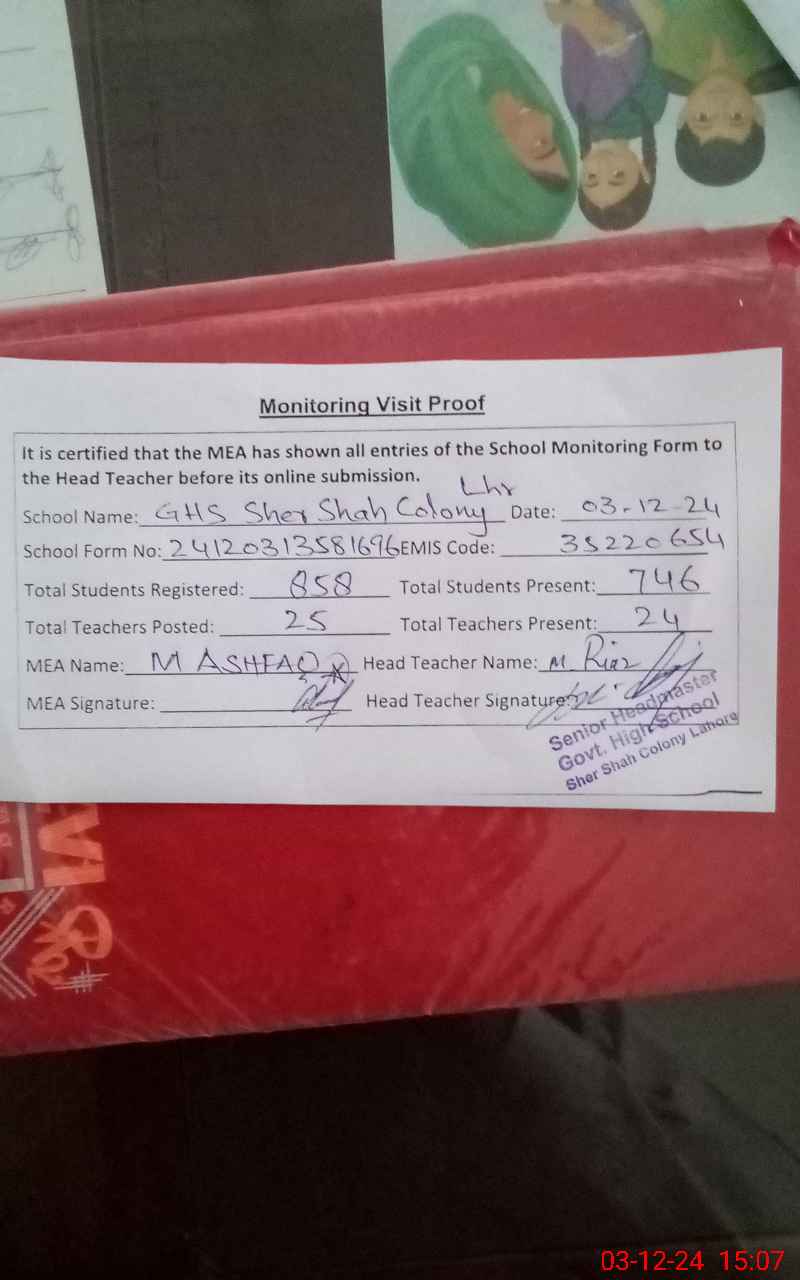 Monitoring Visit Proof
It is certified that the MEA has shown all entries of the School Monitoring Form to
the Head Teacher before its online submission.
School Name: GHS Sher Shah Colony Lhr Date: 03-12-24
School Form No: 24120313581696 EMIS Code: 35220654
Total Students Registered: 858 Total Students Present: 746
Total Teachers Posted: 25 Total Teachers Present: 24
MEA Name: M ASHFAQ Head Teacher Name: M Riaz
MEA Signature: Head Teacher Signature:
Senior Headmaster
Govt. High School
Sher Shah Colony Lahore
03-12-24 15:07